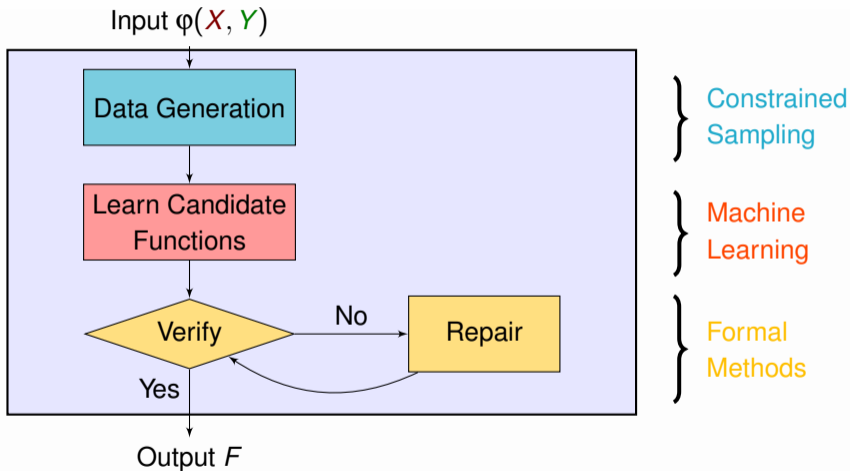 Input φ(X, Y)
Data Generation
Constrained
Sampling
Learn Candidate
Functions
Machine
Learning
Verify
No
Repair
Formal
Methods
Yes
Output F